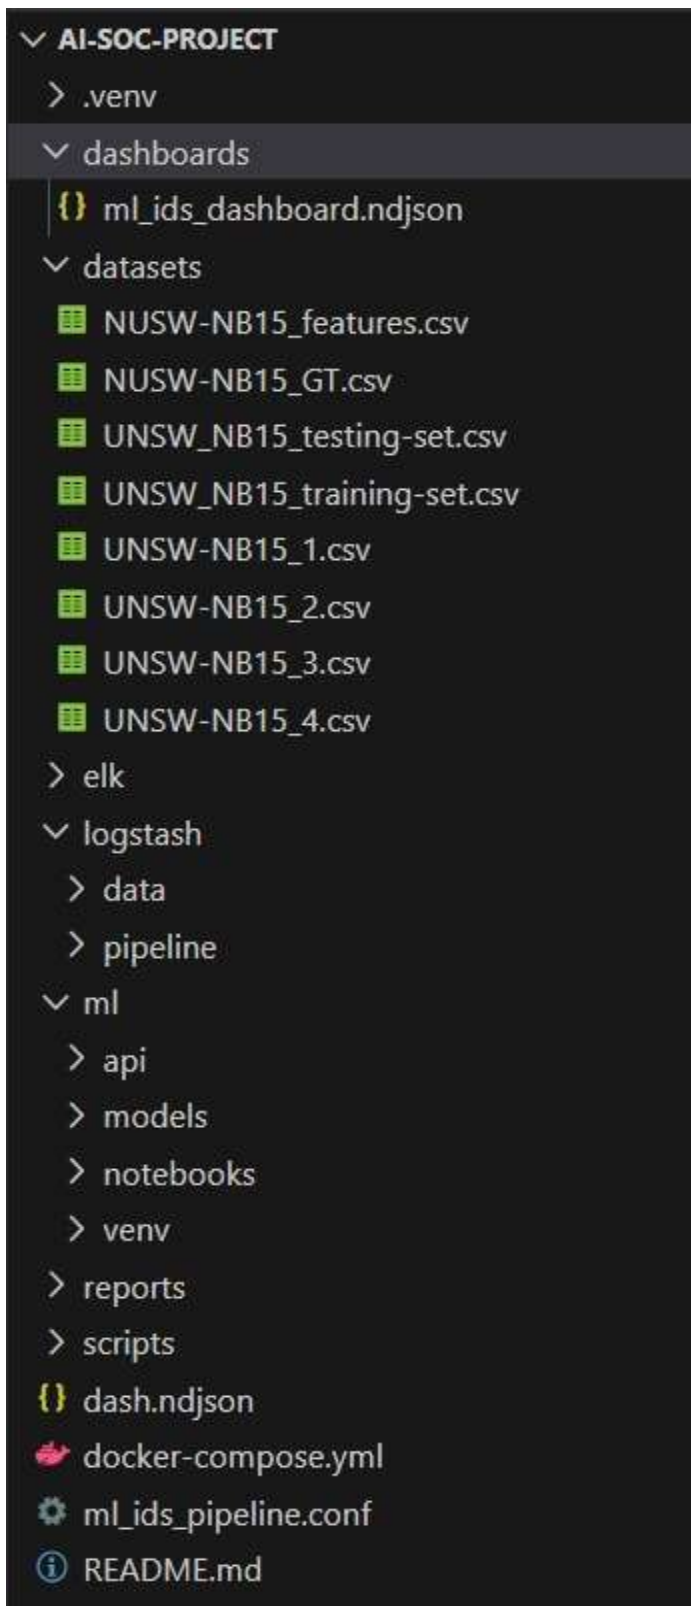 AI-SOC-PROJECT
.venv
dashboards
{} ml_ids_dashboard.ndjson
datasets
NUSW-NB15_features.csv
NUSW-NB15_GT.csv
UNSW_NB15_testing-set.csv
UNSW_NB15_training-set.csv
UNSW-NB15_1.csv
UNSW-NB15_2.csv
UNSW-NB15_3.csv
UNSW-NB15_4.csv
elk
logstash
data
pipeline
ml
api
models
notebooks
venv
reports
scripts
{} dash.ndjson
docker-compose.yml
ml_ids_pipeline.conf
README.md